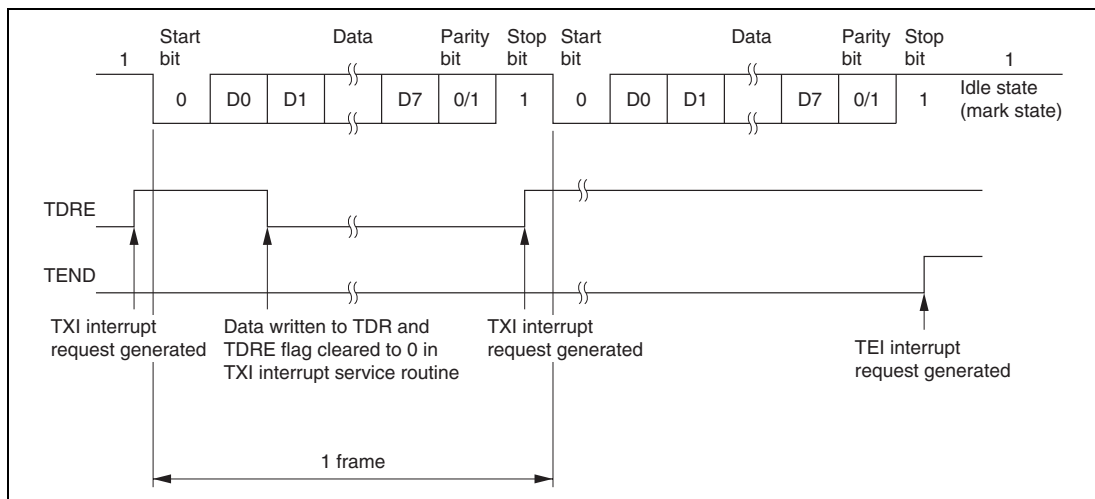 1
Start
bit
Data
Parity
bit
Stop
bit
Start
bit
Data
Parity
bit
Stop
bit
1
0
D0
D1
D7
0/1
1
0
D0
D1
D7
0/1
1
Idle state
(mark state)
TDRE
TEND
TXI interrupt
request generated
Data written to TDR and
TDRE flag cleared to 0 in
TXI interrupt service routine
TXI interrupt
request generated
TEI interrupt
request generated
1 frame